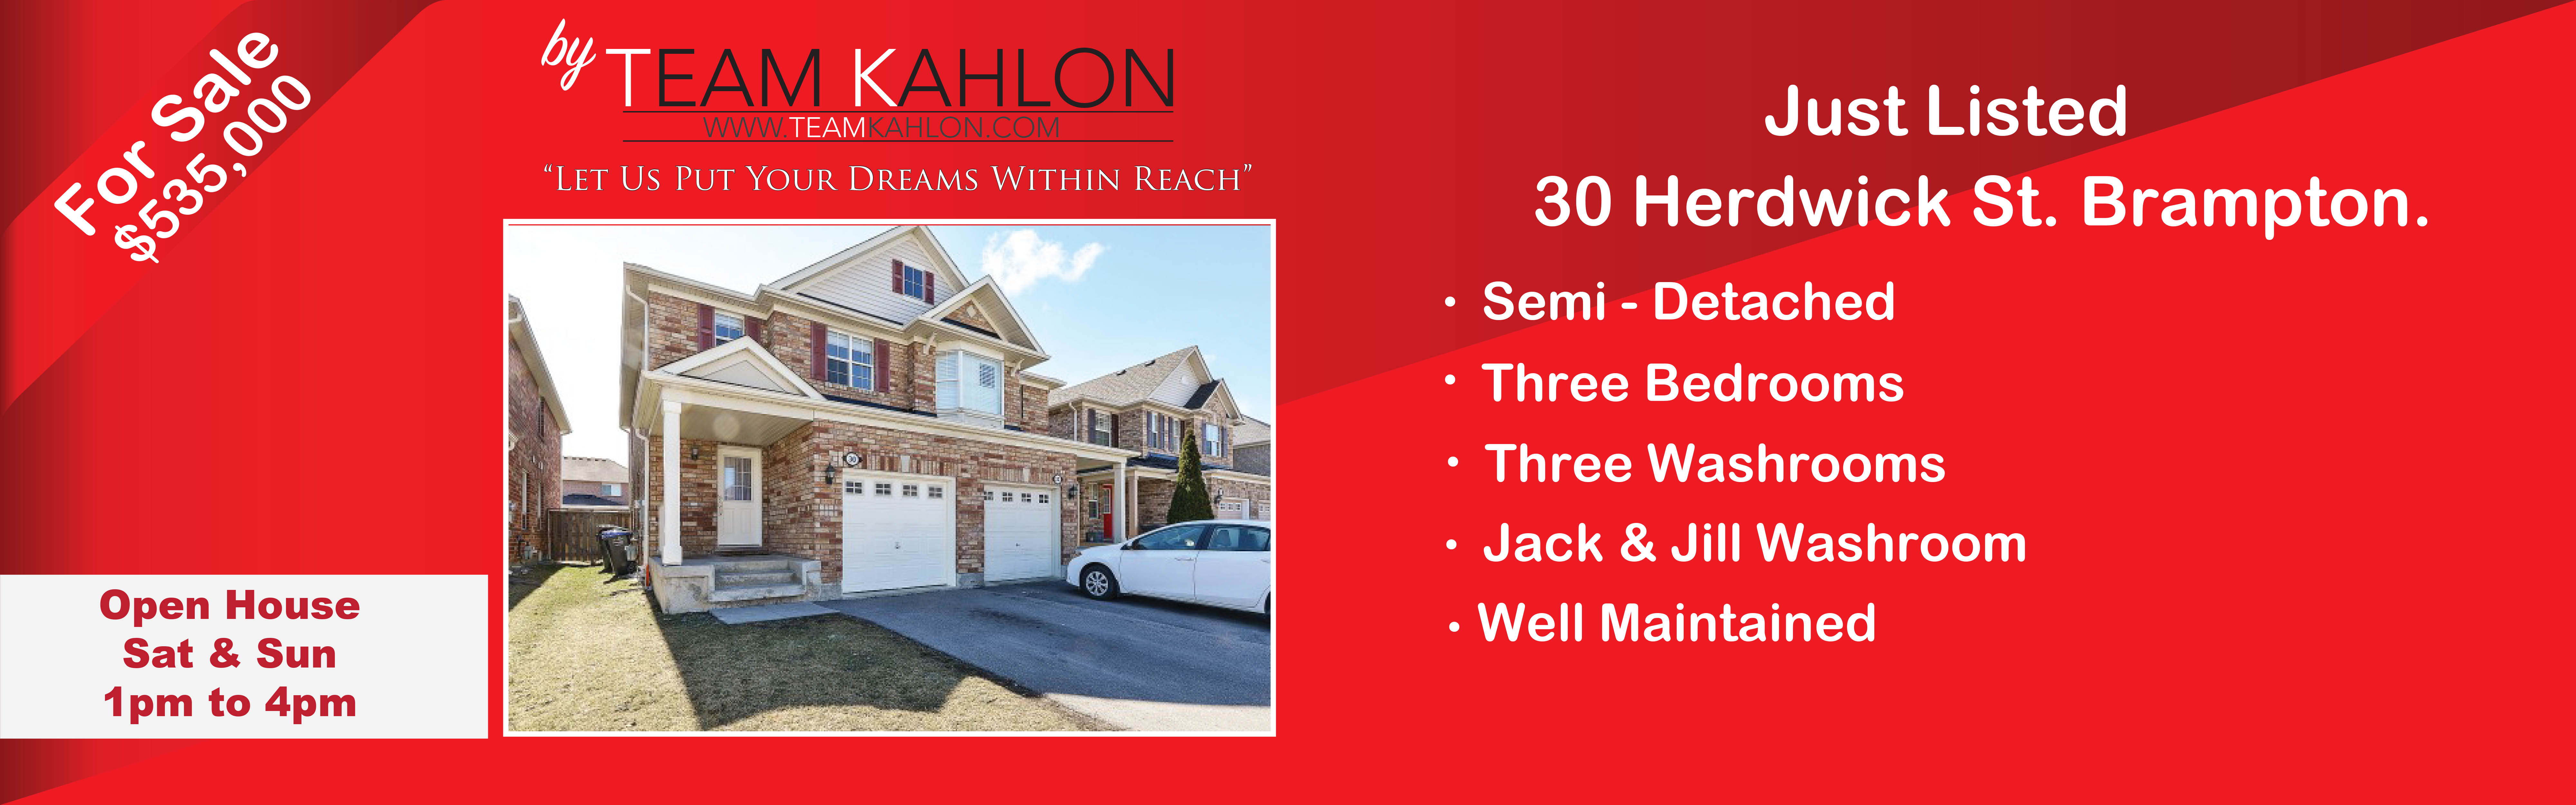 For Sale
$535,000
by TEAM KAHLON
WWW.TEAMKAHLON.COM
“LET US PUT YOUR DREAMS WITHIN REACH”
30
Open House
Sat & Sun
1pm to 4pm
Just Listed
30 Herdwick St. Brampton.
• Semi - Detached
• Three Bedrooms
• Three Washrooms
• Jack & Jill Washroom
• Well Maintained